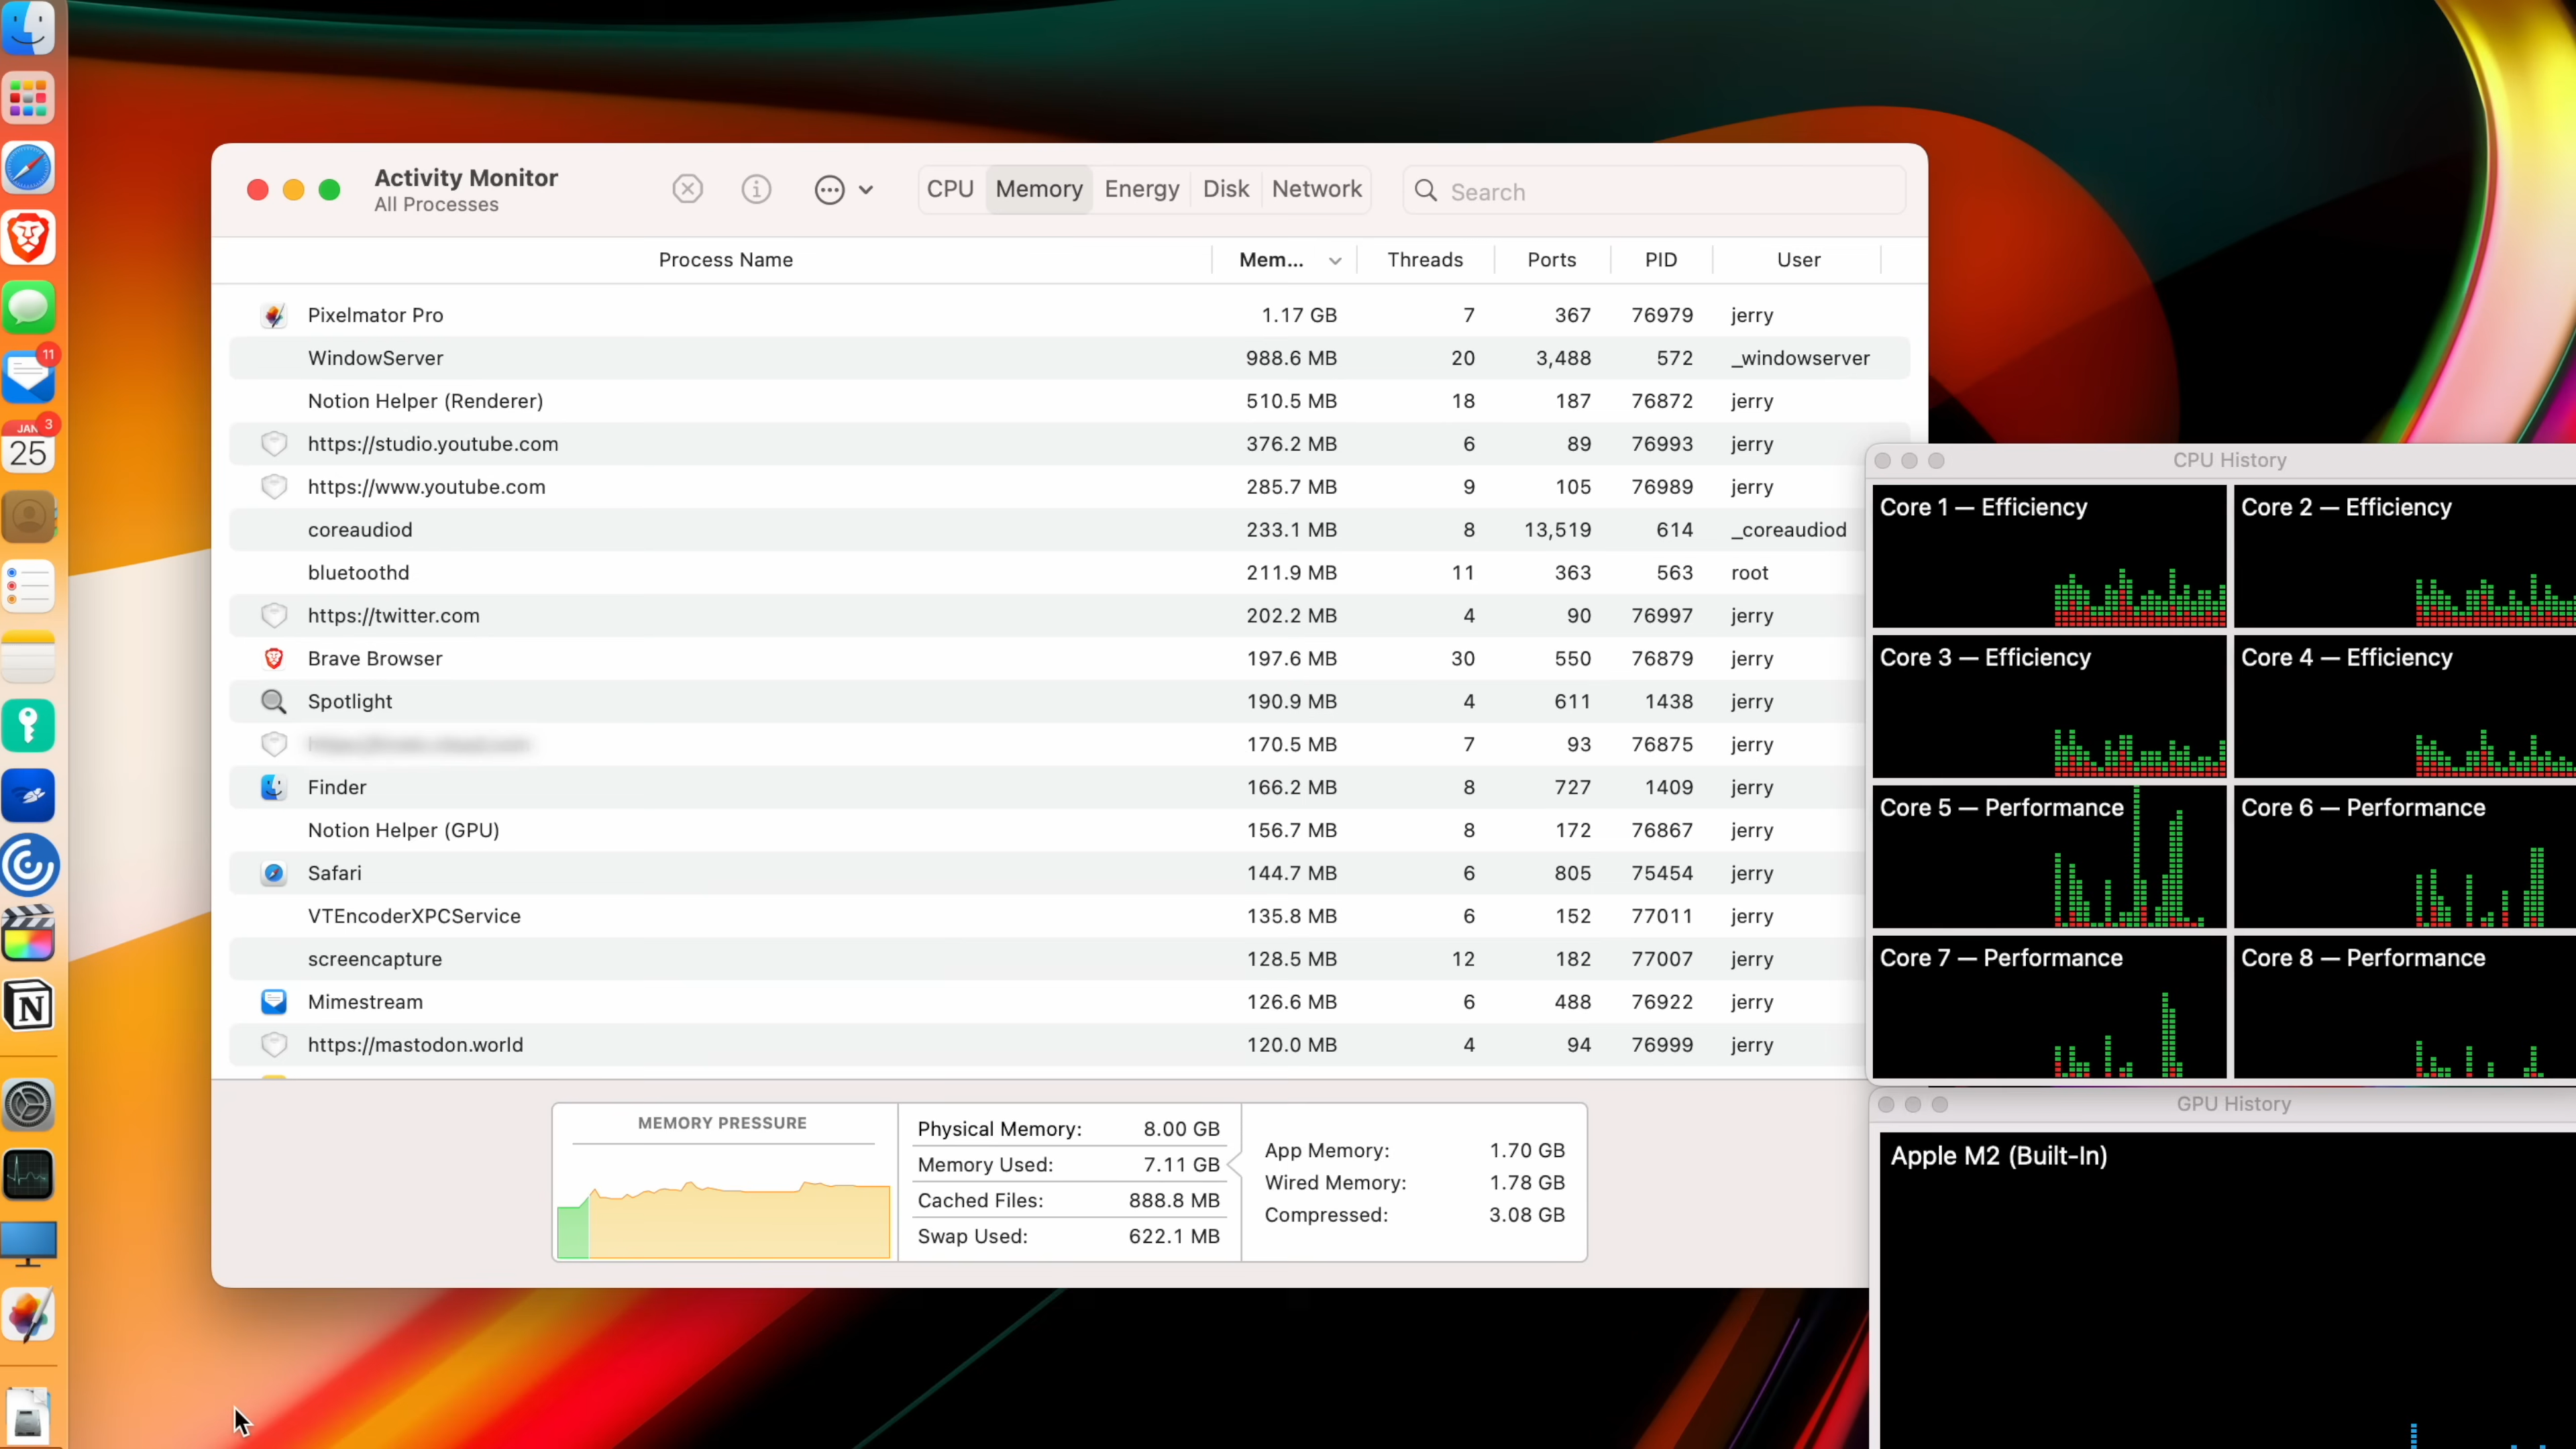 Activity Monitor
All Processes
CPU
Memory
Energy
Disk
Network
Search
Process Name Mem... Threads Ports PID User
Pixelmator Pro 1.17 GB 7 367 76979 jerry
WindowServer 988.6 MB 20 3,488 572 _windowserver
Notion Helper (Renderer) 510.5 MB 18 187 76872 jerry
https://studio.youtube.com 376.2 MB 6 89 76993 jerry
https://www.youtube.com 285.7 MB 9 105 76989 jerry
coreaudiod 233.1 MB 8 13,519 614 _coreaudiod
bluetoothd 211.9 MB 11 363 563 root
https://twitter.com 202.2 MB 4 90 76997 jerry
Brave Browser 197.6 MB 30 550 76879 jerry
Spotlight 190.9 MB 4 611 1438 jerry
170.5 MB 7 93 76875 jerry
Finder 166.2 MB 8 727 1409 jerry
Notion Helper (GPU) 156.7 MB 8 172 76867 jerry
Safari 144.7 MB 6 805 75454 jerry
VTEncoderXPCService 135.8 MB 6 152 77011 jerry
screencapture 128.5 MB 12 182 77007 jerry
Mimestream 126.6 MB 6 488 76922 jerry
https://mastodon.world 120.0 MB 4 94 76999 jerry
MEMORY PRESSURE
Physical Memory: 8.00 GB
Memory Used: 7.11 GB
Cached Files: 888.8 MB
Swap Used: 622.1 MB
App Memory: 1.70 GB
Wired Memory: 1.78 GB
Compressed: 3.08 GB
CPU History
Core 1 — Efficiency
Core 2 — Efficiency
Core 3 — Efficiency
Core 4 — Efficiency
Core 5 — Performance
Core 6 — Performance
Core 7 — Performance
Core 8 — Performance
GPU History
Apple M2 (Built-In)
11
JAN
3
25
N